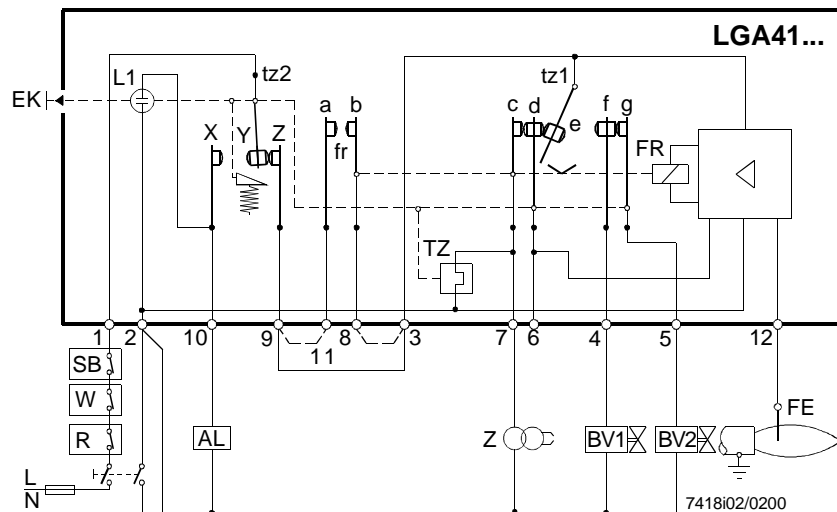 LGA41...
L1 tz2 tz1
EK a b c d e f g
X Y Z fr FR
TZ
1 2 10 9 11 8 3 7 6 4 5 12
SB
W
R AL Z BV1 BV2 FE
L
N
7418i02/0200